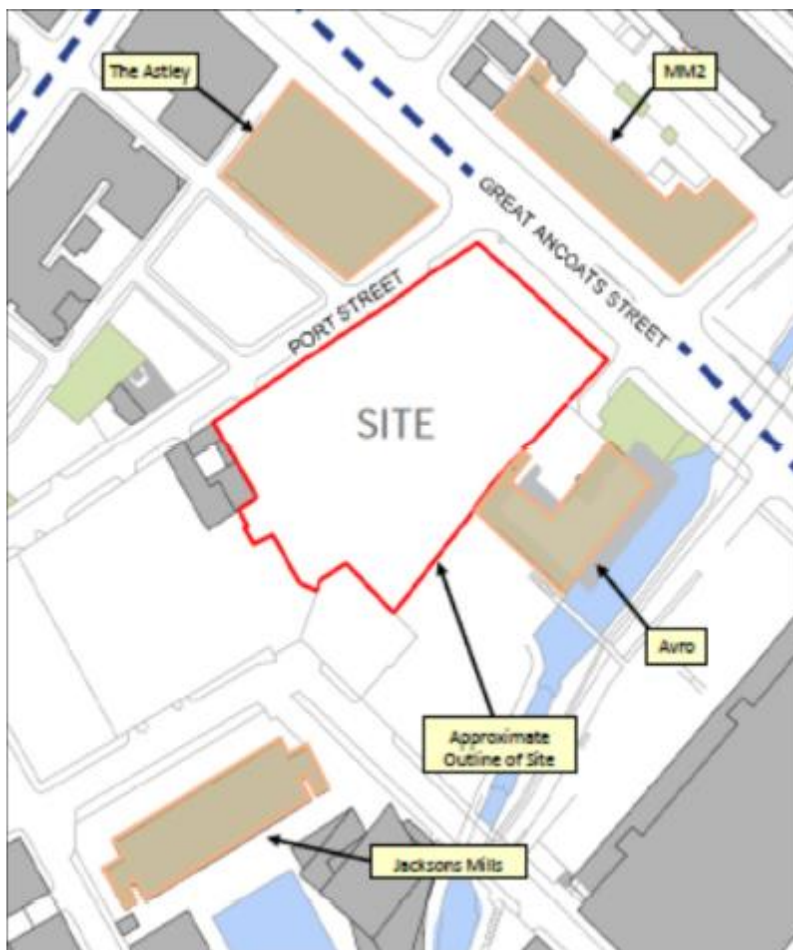 The Astley
MM2
GREAT ANCOATS STREET
PORT STREET
SITE
Avro
Approximate
Outline of Site
Jacksons Mills